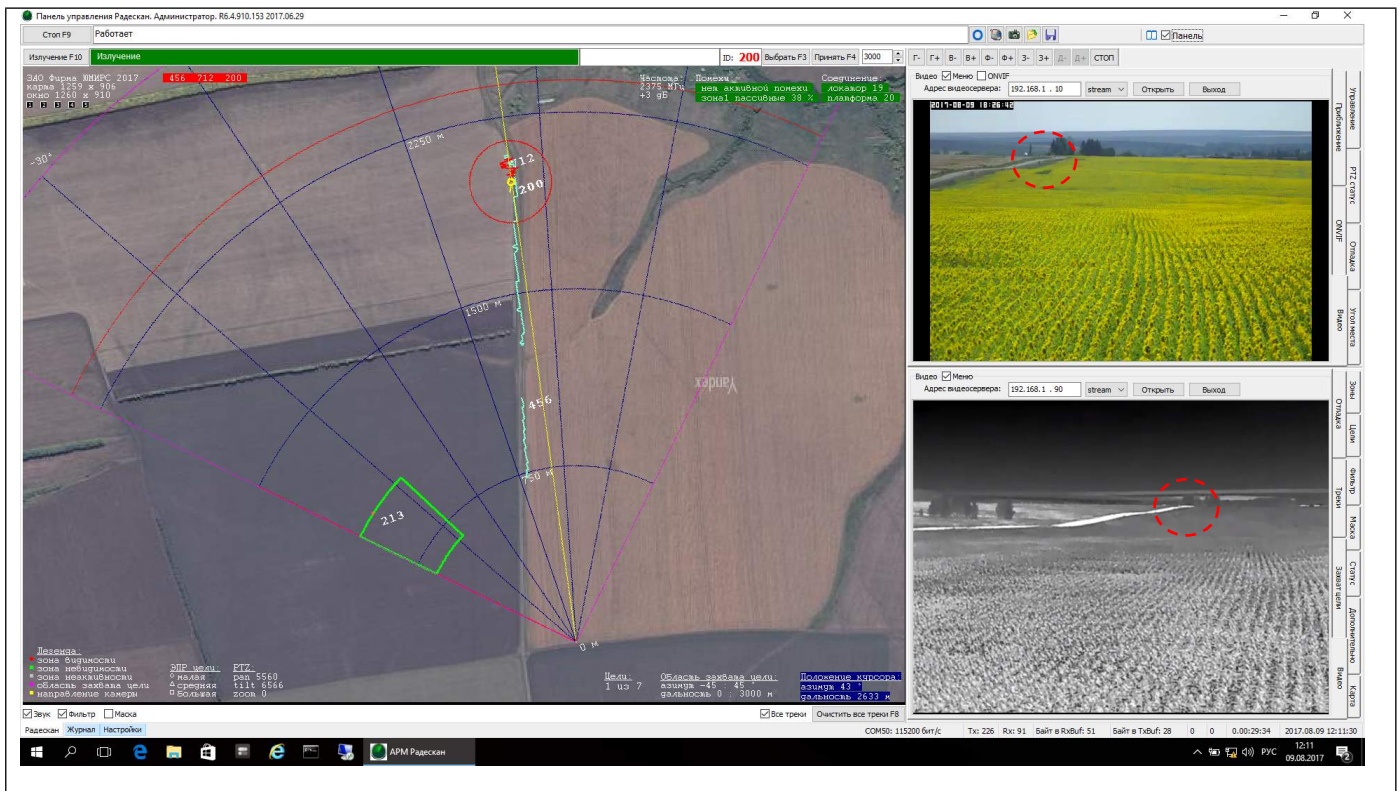 Панель управления Радескан. Администратор. R6.4.910.153 2017.06.29
Стоп F9
Работает
Панель
Излучение F10
Излучение
ID: 200
Выбрать F3
Принять F4
3000
Г-
Г+
В-
В+
Ф-
Ф+
З-
З+
Д-
Д+
СТОП
ЗАО Фирма ЮМИРС 2017
карта 1259 x 906
окно 1260 x 910
1 2 3 4 5
456 712 200
Частота:
2375 МГц
+3 дБ
Помехи
нет активной помехи
зона1 пассивные 38 %
Соединение:
локатор 19
платформа 20
-30°
2250 м
12
200
1500 м
Yandex
456
750 м
213
0 м
Легенда:
зона видимости
зона невидимости
зона неактивности
область захвата цели
направление камеры
ЭПР цели:
малая
средняя
большая
PTZ:
pan 5560
tilt 6566
zoom 0
Цели:
1 из 7
Область захвата цели:
азимут -45 : 45 °
дальность 0 : 3000 м
Положение курсора:
азимут 43 °
дальность 2633 м
Видео
Меню
ONVIF
Адрес видеосервера:
192.168.1 . 10
stream
Открыть
Выход
2017-08-09 18:26:42
Приближение
Управление
ONVIF
PTZ статус
Отладка
Видео
Угол места
Видео
Меню
Адрес видеосервера:
192.168.1 . 90
stream
Открыть
Выход
Отладка
Зоны
Цели
Треки
Фильтр
Маска
Захват цели
Статус
Дополнительно
Видео
Карта
Звук
Фильтр
Маска
Все треки
Очистить все треки F8
Радескан
Журнал
Настройки
COM50: 115200 бит/с
Tx: 226
Rx: 91
Байт в RxBuf: 51
Байт в TxBuf: 28
0
0
0.00:29:34
2017.08.09 12:11:30
АРМ Радескан
РУС
12:11
09.08.2017
2